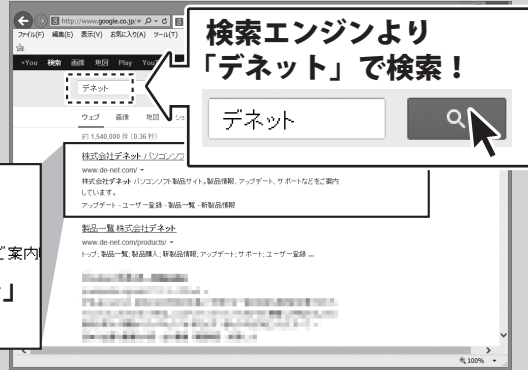 http://www.google.co.jp/
検索エンジンより
「デネット」で検索！
ファイル(F) 編集(E) 表示(V) お気に入り(A) ツール(T)
+You 検索 画像 地図 Play
デネット
デネット
ウェブ 画像 地図
約 1,540,000 件 (0.36 秒)
株式会社デネット パソコンソフ
www.de-net.com/
株式会社デネット パソコンソフト製品サイト。製品情報、アップデート、サポートなどをご案内
しています。
アップデート - ユーザー登録 - 製品一覧 - 新製品情報
製品一覧 株式会社デネット
www.de-net.com/products/
トップ; 製品一覧; 製品購入; 新製品情報; アップデート; サポート; ユーザー登録 ...
ご案内
」
100%